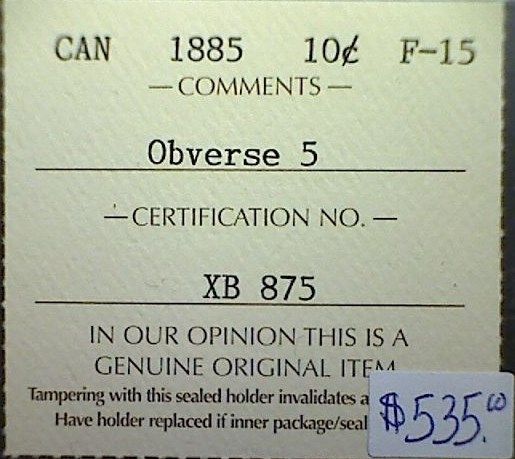 CAN 1885 10¢ F-15
— COMMENTS —
Obverse 5
— CERTIFICATION NO. —
XB 875
IN OUR OPINION THIS IS A
GENUINE ORIGINAL ITEM
Tampering with this sealed holder invalidates
Have holder replaced if inner package/seal
$535.00